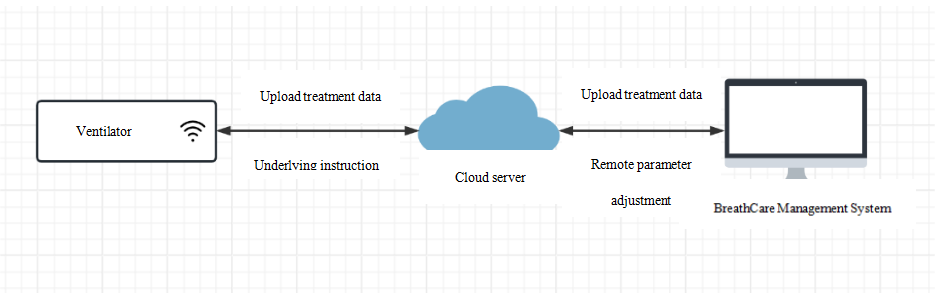 Upload treatment data
Upload treatment data
Ventilator
Underlying instruction
Remote parameter
adjustment
Cloud server
BreathCare Management System